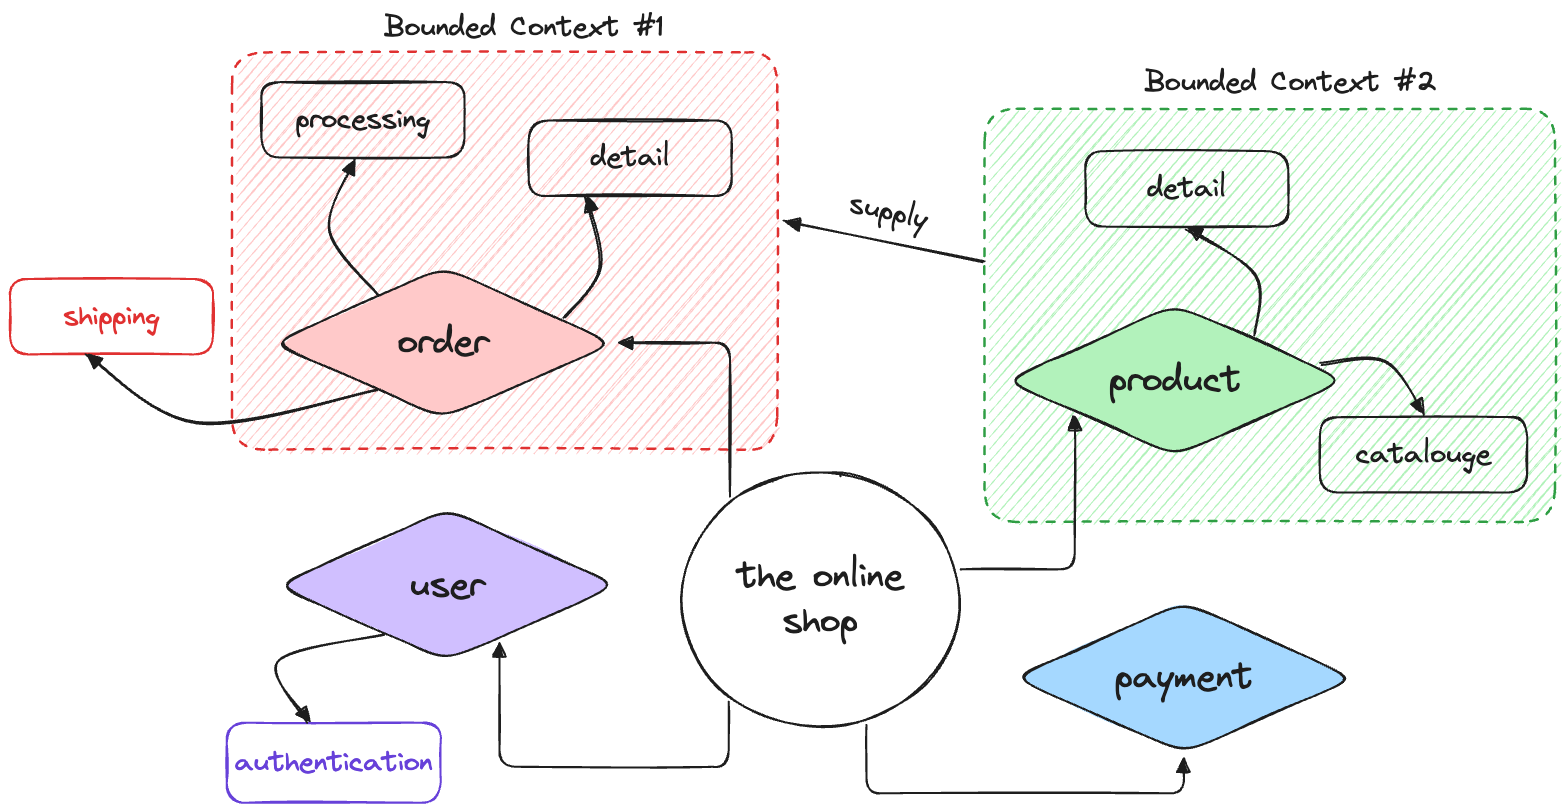 Bounded Context #1
Bounded Context #2
processing
detail
detail
supply
shipping
order
product
catalouge
user
the online
shop
payment
authentication